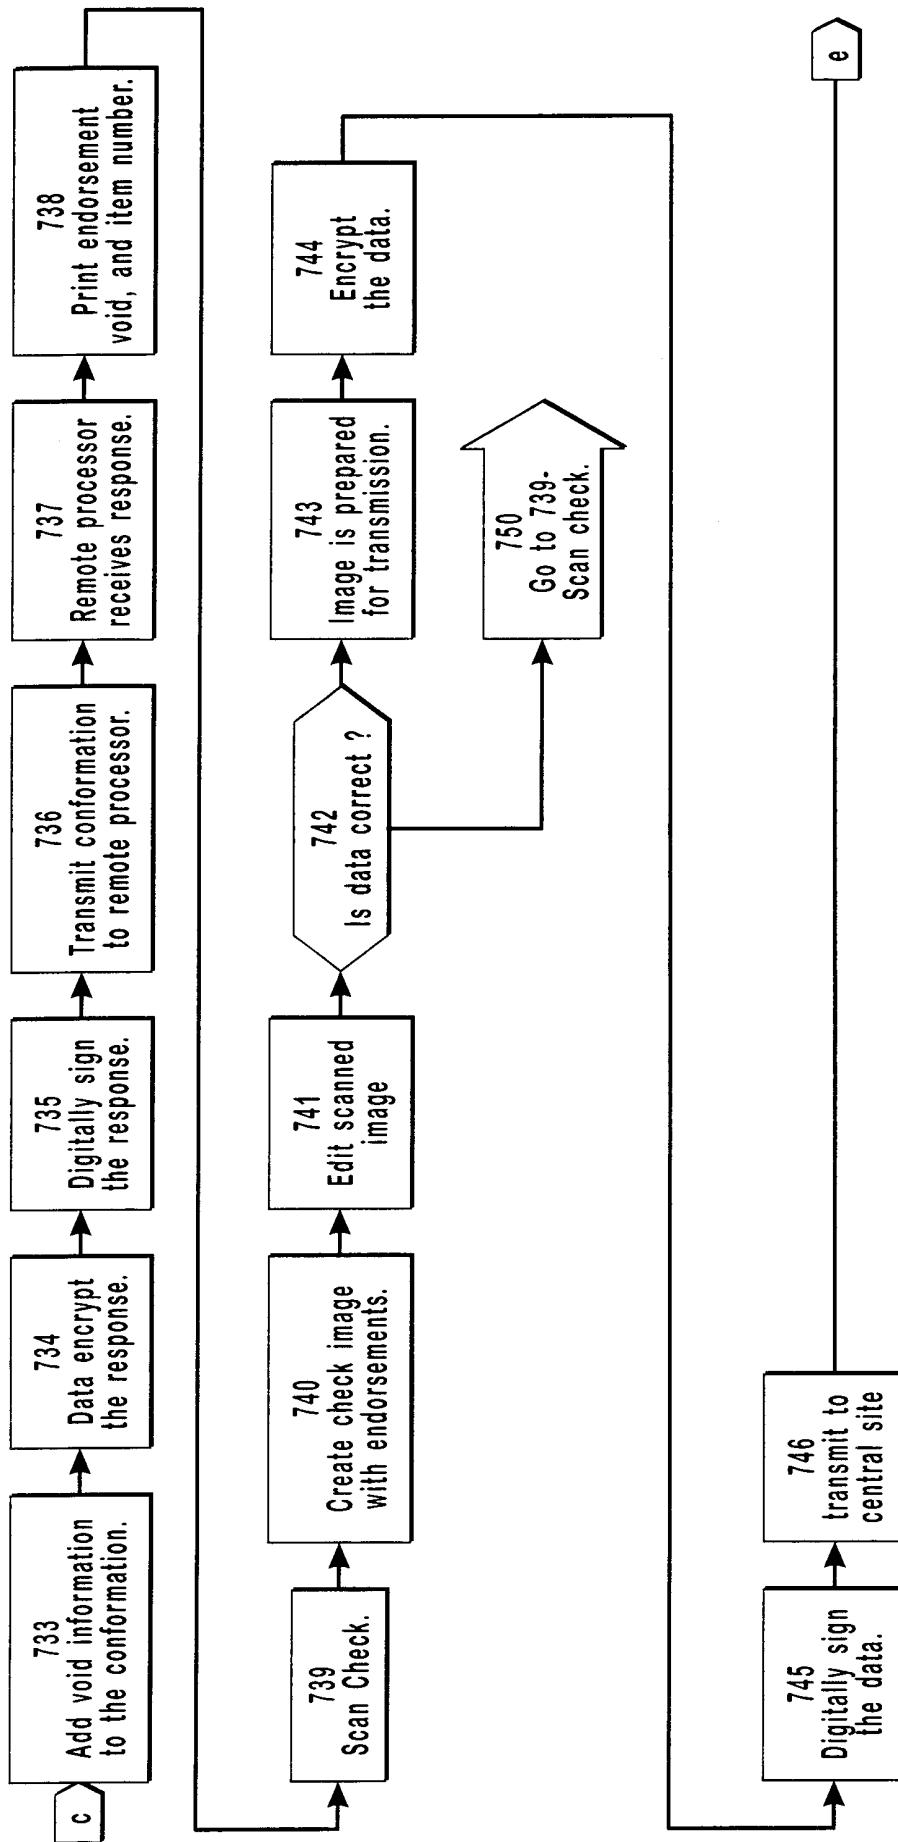 c
733
Add void information
to the conformation.
734
Data encrypt
the response.
735
Digitally sign
the response.
736
Transmit conformation
to remote processor.
737
Remote processor
receives response.
738
Print endorsement
void, and item number.
739
Scan Check.
740
Create check image
with endorsements.
741
Edit scanned
image
742
Is data correct ?
743
Image is prepared
for transmission.
744
Encrypt
the data.
750
Go to 739-
Scan check.
745
Digitally sign
the data.
746
transmit to
central site
e